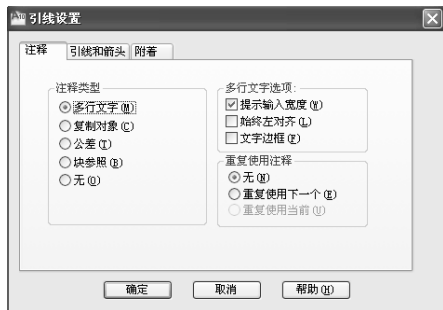 引线设置
注释
引线和箭头
附着
注释类型
多行文字(M)
复制对象(C)
公差(T)
块参照(B)
无(O)
多行文字选项:
提示输入宽度(W)
始终左对齐(L)
文字边框(F)
重复使用注释
无(N)
重复使用下一个(E)
重复使用当前(U)
确定
取消
帮助(H)